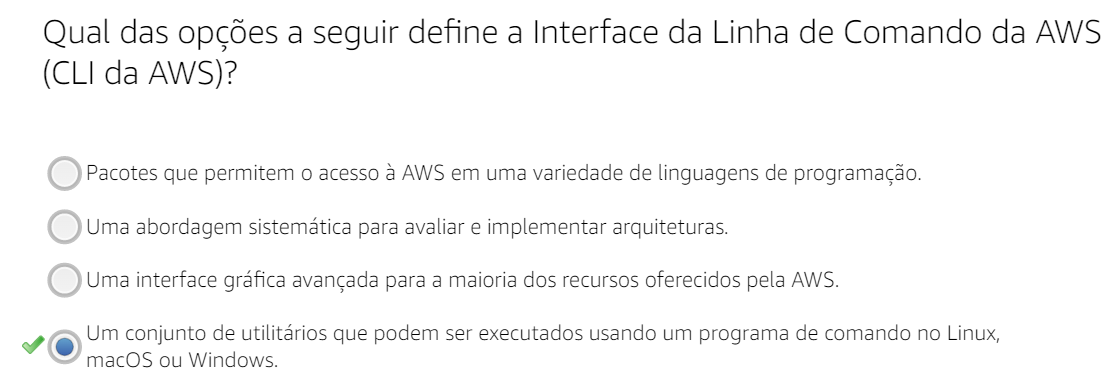 Qual das opções a seguir define a Interface da Linha de Comando da AWS
(CLI da AWS)?
Pacotes que permitem o acesso à AWS em uma variedade de linguagens de programação.
Uma abordagem sistemática para avaliar e implementar arquiteturas.
Uma interface gráfica avançada para a maioria dos recursos oferecidos pela AWS.
Um conjunto de utilitários que podem ser executados usando um programa de comando no Linux,
macOS ou Windows.